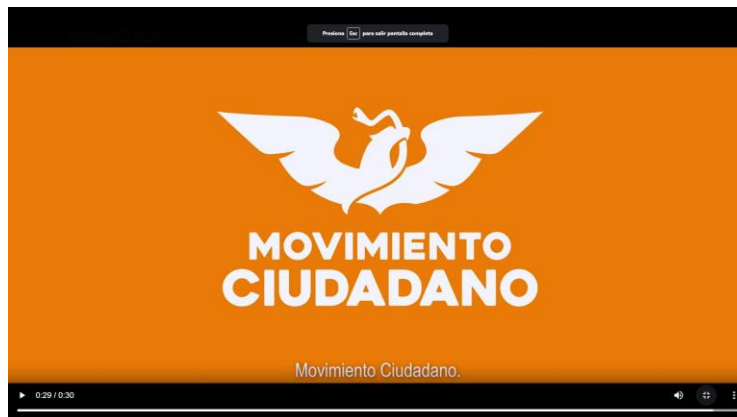 Presiona Esc para salir pantalla completa
MOVIMIENTO
CIUDADANO
Movimiento Ciudadano.
0:29 / 0:30